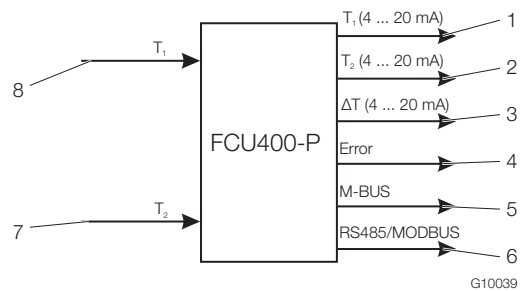 T₁ (4 ... 20 mA)
1
T₁
8
T₂ (4 ... 20 mA)
2
ΔT (4 ... 20 mA)
3
FCU400-P
Error
4
M-BUS
5
T₂
7
RS485/MODBUS
6
G10039